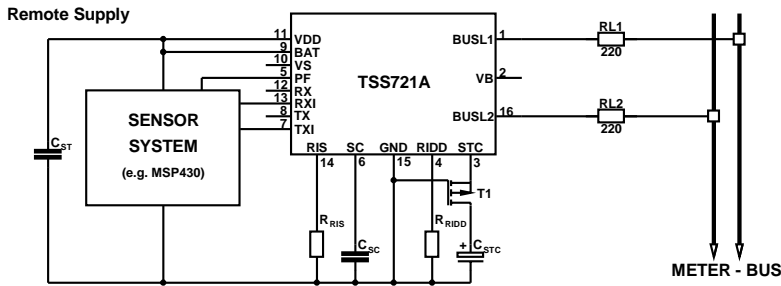 Remote Supply
11 VDD
9 BAT
10 VS
5 PF
12 RX
13 RXI
8 TX
7 TXI
TSS721A
BUSL1 1
VB 2
BUSL2 16
RIS SC GND RIDD STC
14 6 15 4 3
RL1
220
RL2
220
SENSOR
SYSTEM
(e.g. MSP430)
CST
T1
RRIS
CSC
RRIDD
+ CSTC
METER - BUS